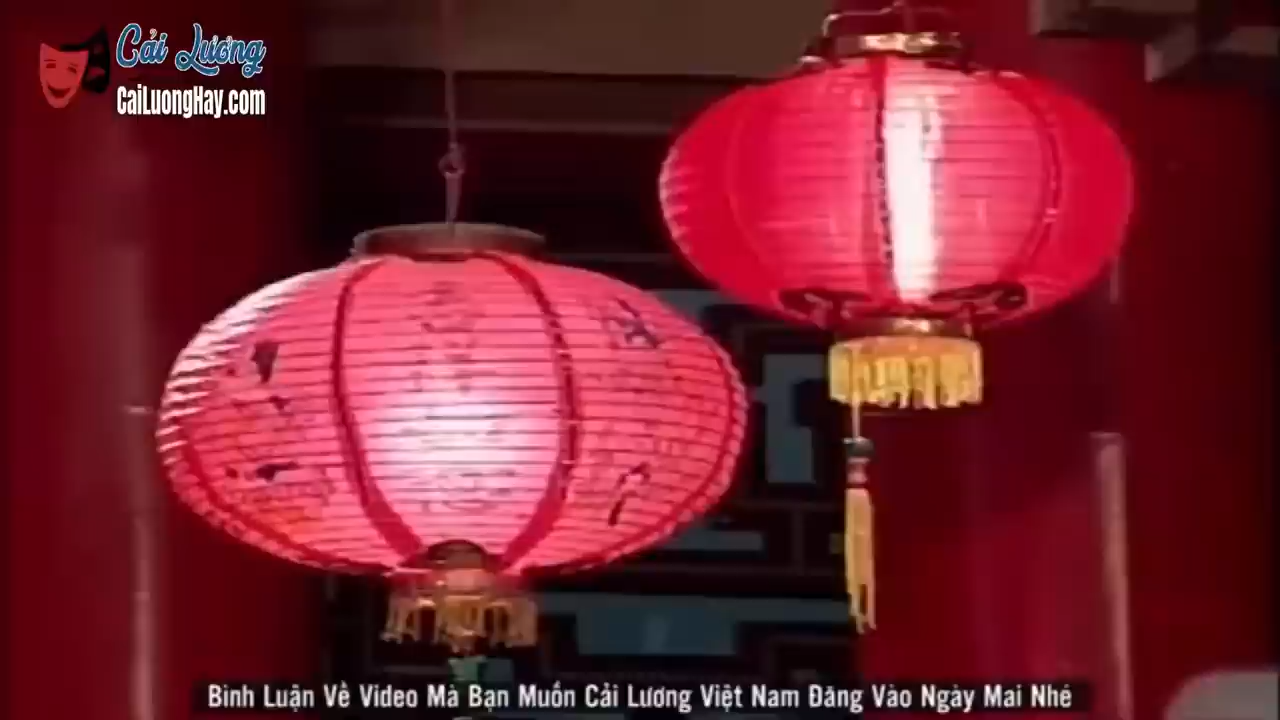 Cải Lương
CaiLuongHay.com
Bình Luận Về Video Mà Bạn Muốn Cải Lương Việt Nam Đăng Vào Ngày Mai Nhé